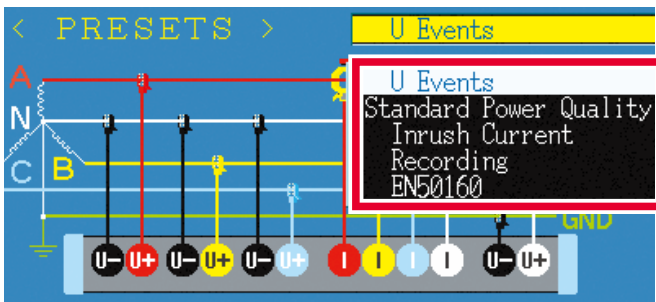 < PRESETS > U Events
A
U Events
Standard Power Quality
N
Inrush Current
Recording
C B
EN50160
GND
U- U+ U- U+ U- U+ I I I I U- U+